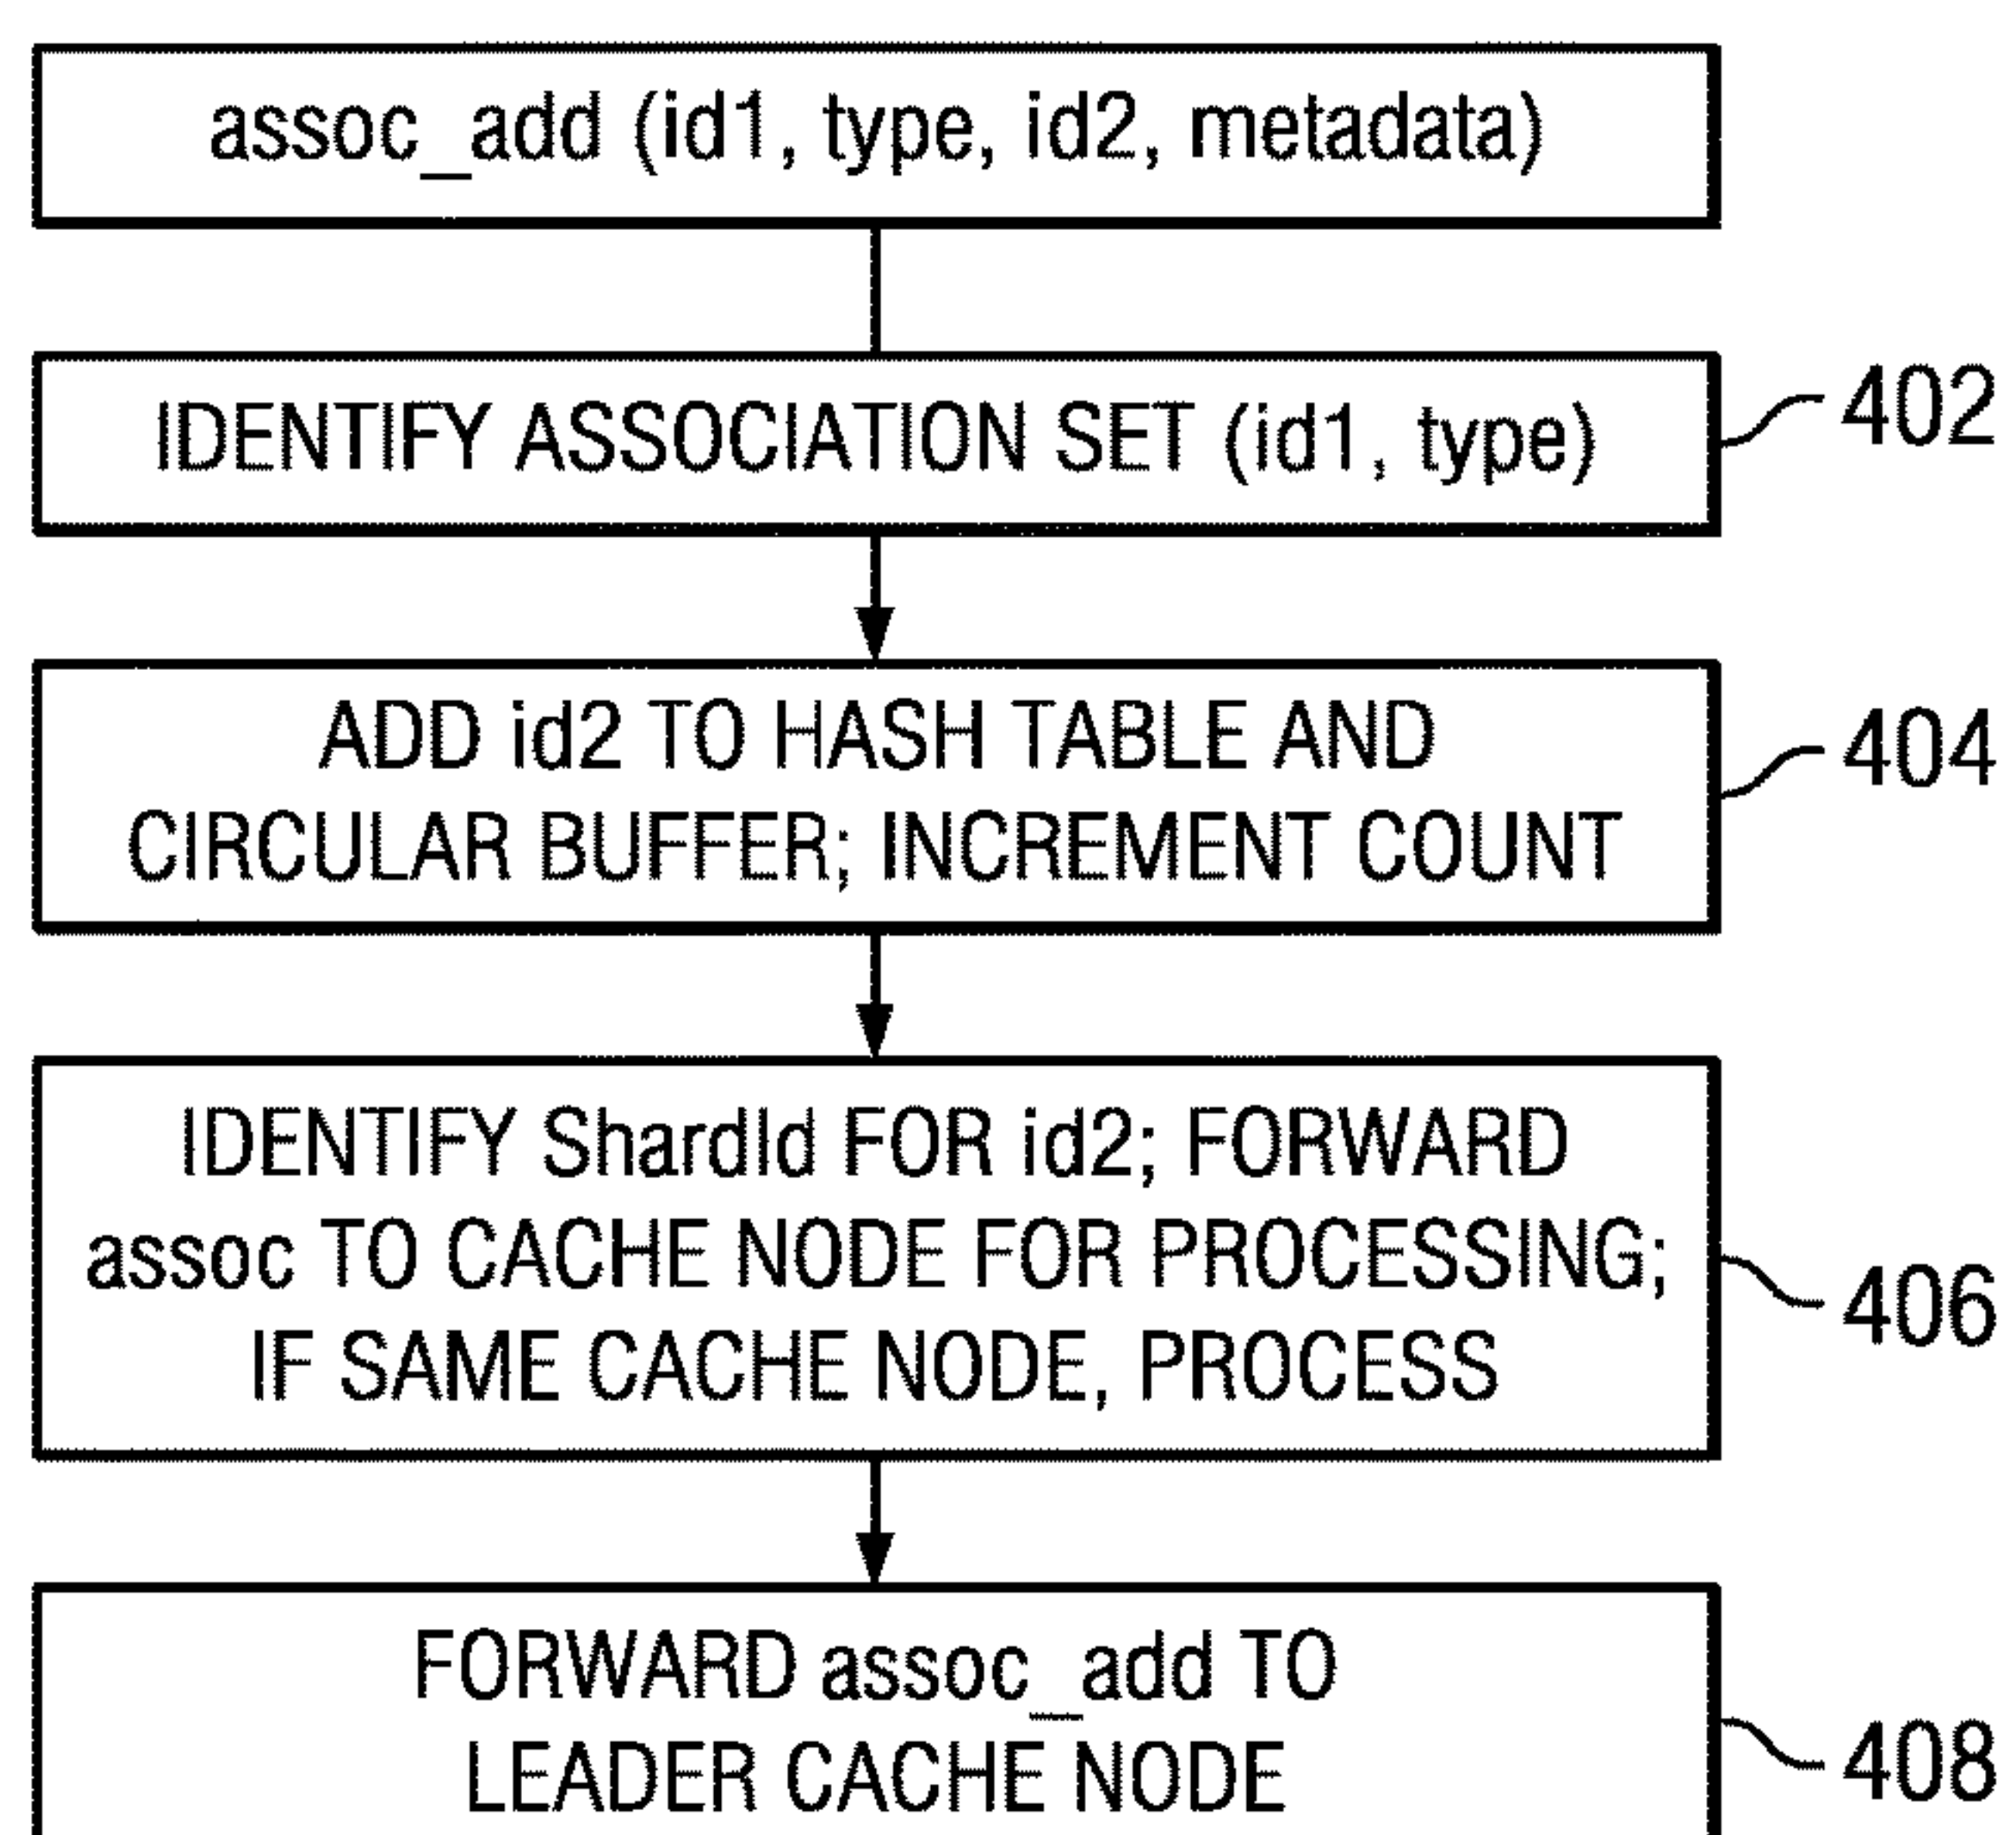 assoc_add (id1, type, id2, metadata)
IDENTIFY ASSOCIATION SET (id1, type)
402
ADD id2 TO HASH TABLE AND
CIRCULAR BUFFER; INCREMENT COUNT
404
IDENTIFY ShardId FOR id2; FORWARD
assoc TO CACHE NODE FOR PROCESSING;
IF SAME CACHE NODE, PROCESS
406
FORWARD assoc_add TO
LEADER CACHE NODE
408